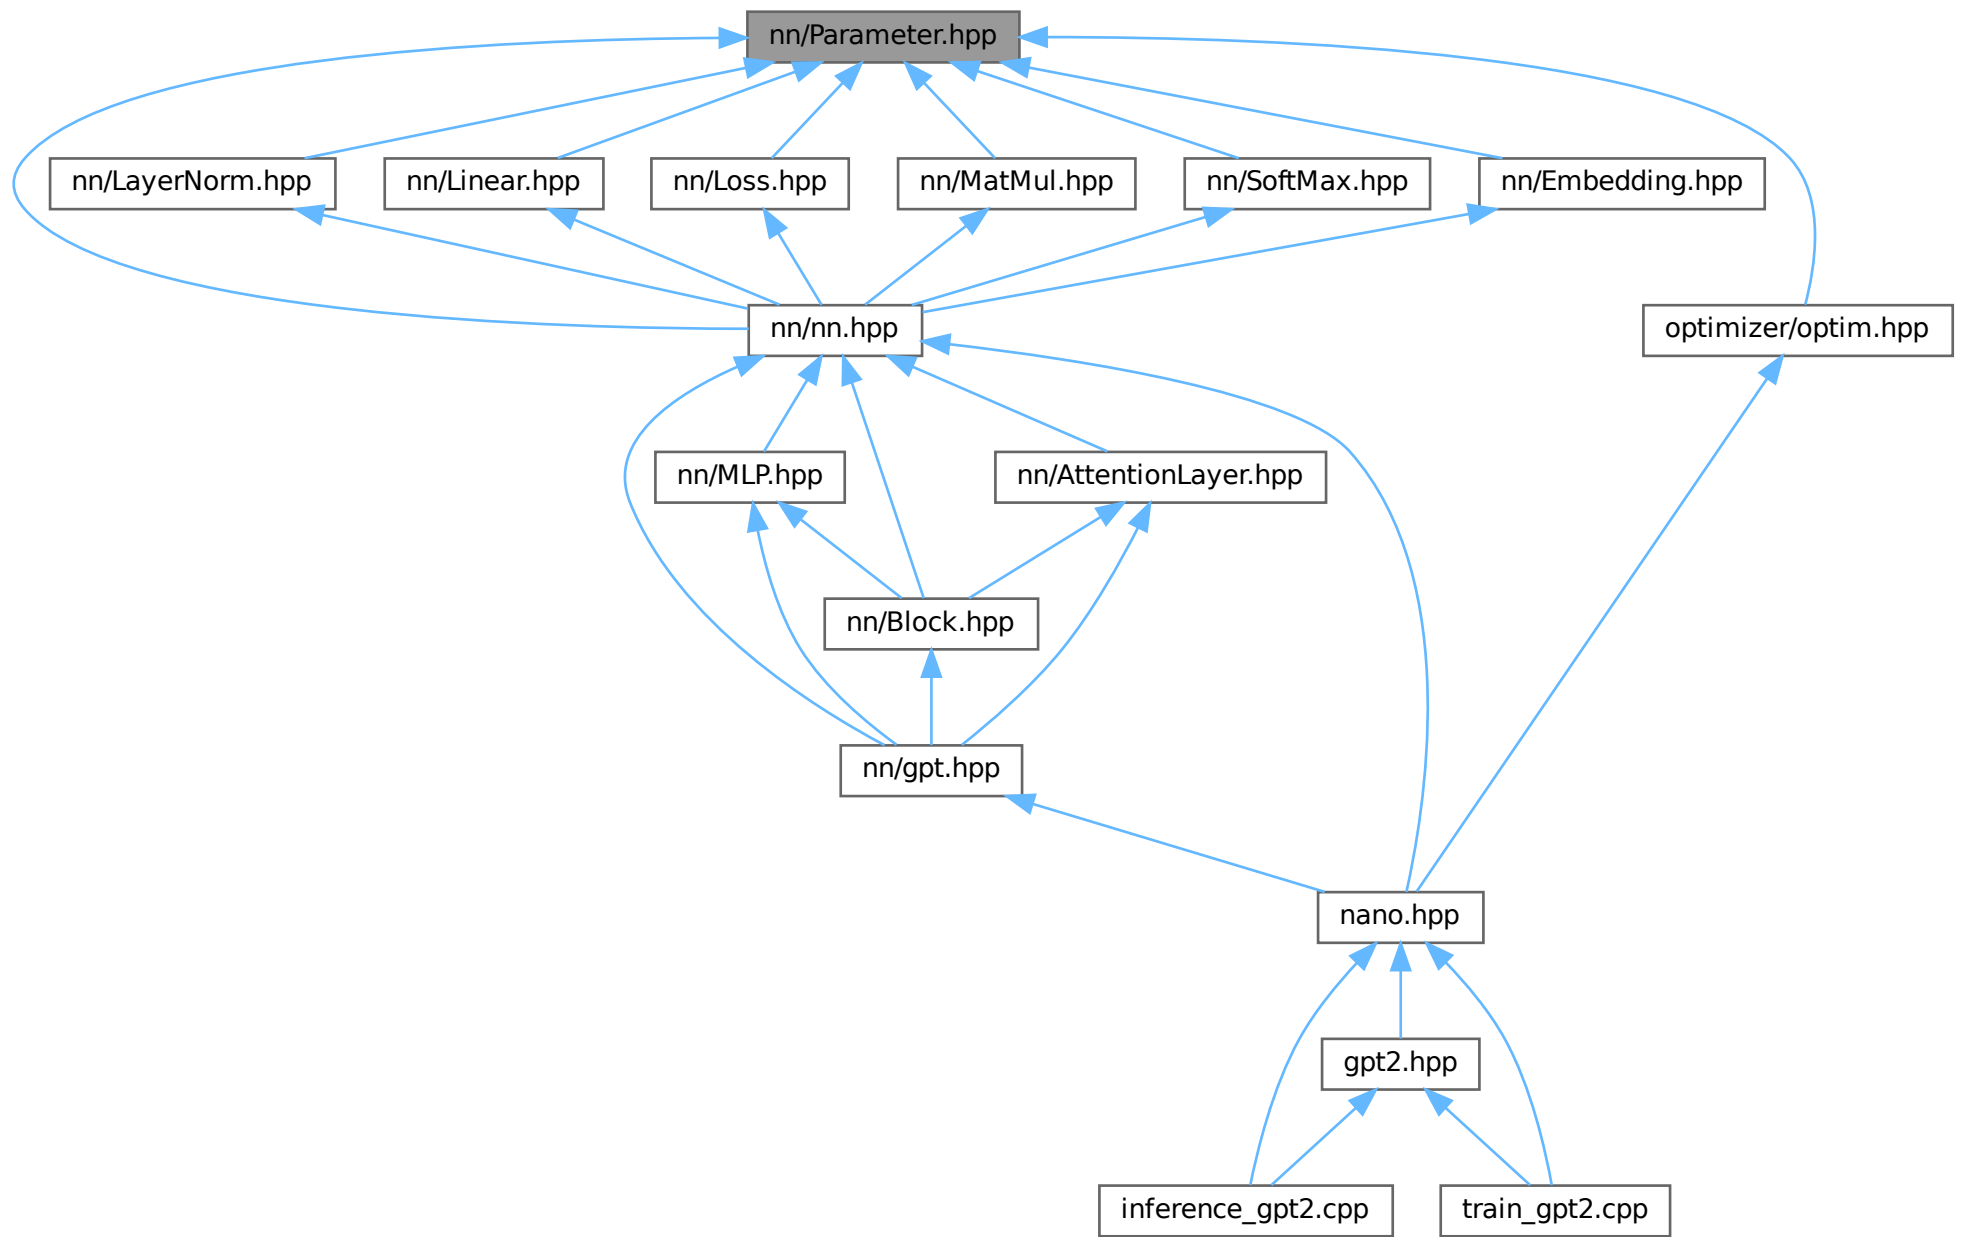 nn/Parameter.hpp
nn/LayerNorm.hpp
nn/Linear.hpp
nn/Loss.hpp
nn/MatMul.hpp
nn/SoftMax.hpp
nn/Embedding.hpp
nn/nn.hpp
optimizer/optim.hpp
nn/MLP.hpp
nn/AttentionLayer.hpp
nn/Block.hpp
nn/gpt.hpp
nano.hpp
gpt2.hpp
inference_gpt2.cpp
train_gpt2.cpp